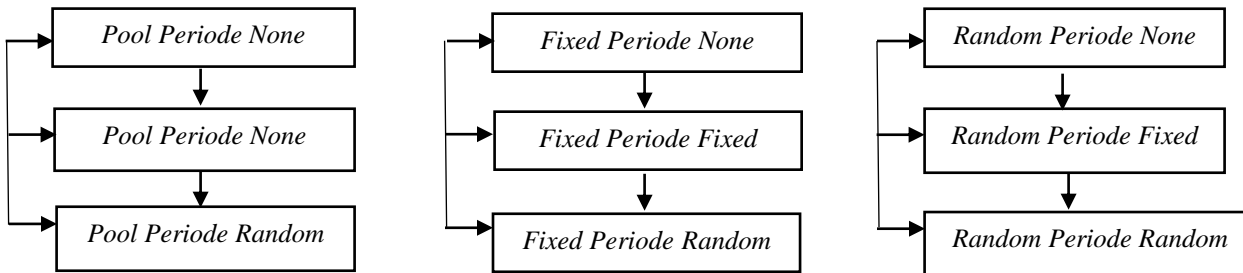 Pool Periode None
Pool Periode None
Pool Periode Random
Fixed Periode None
Fixed Periode Fixed
Fixed Periode Random
Random Periode None
Random Periode Fixed
Random Periode Random